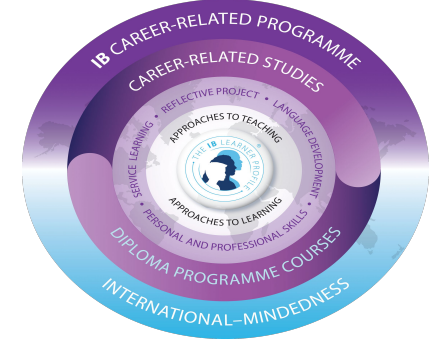 IB CAREER-RELATED PROGRAMME
CAREER-RELATED STUDIES
SERVICE LEARNING • REFLECTIVE PROJECT • LANGUAGE DEVELOPMENT • PERSONAL AND PROFESSIONAL SKILLS •
APPROACHES TO TEACHING
THE IB LEARNER PROFILE
APPROACHES TO LEARNING
DIPLOMA PROGRAMME COURSES
INTERNATIONAL–MINDEDNESS